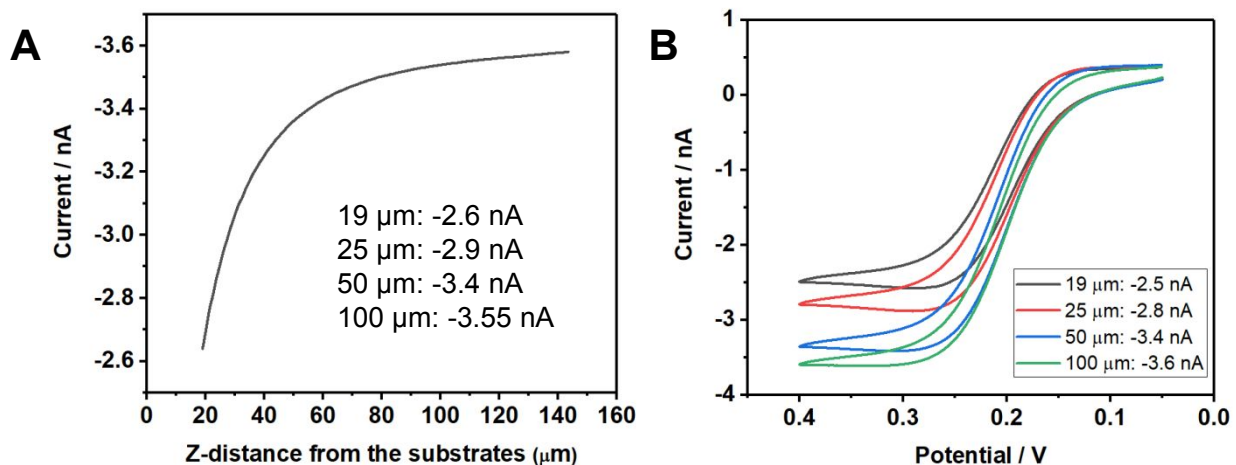 A
Current / nA
-3.6
-3.4
-3.2
-3.0
-2.8
-2.6
19 µm: -2.6 nA
25 µm: -2.9 nA
50 µm: -3.4 nA
100 µm: -3.55 nA
0 20 40 60 80 100 120 140 160
Z-distance from the substrates (µm)
B
Current / nA
1
0
-1
-2
-3
-4
19 µm: -2.5 nA
25 µm: -2.8 nA
50 µm: -3.4 nA
100 µm: -3.6 nA
0.4 0.3 0.2 0.1 0.0
Potential / V